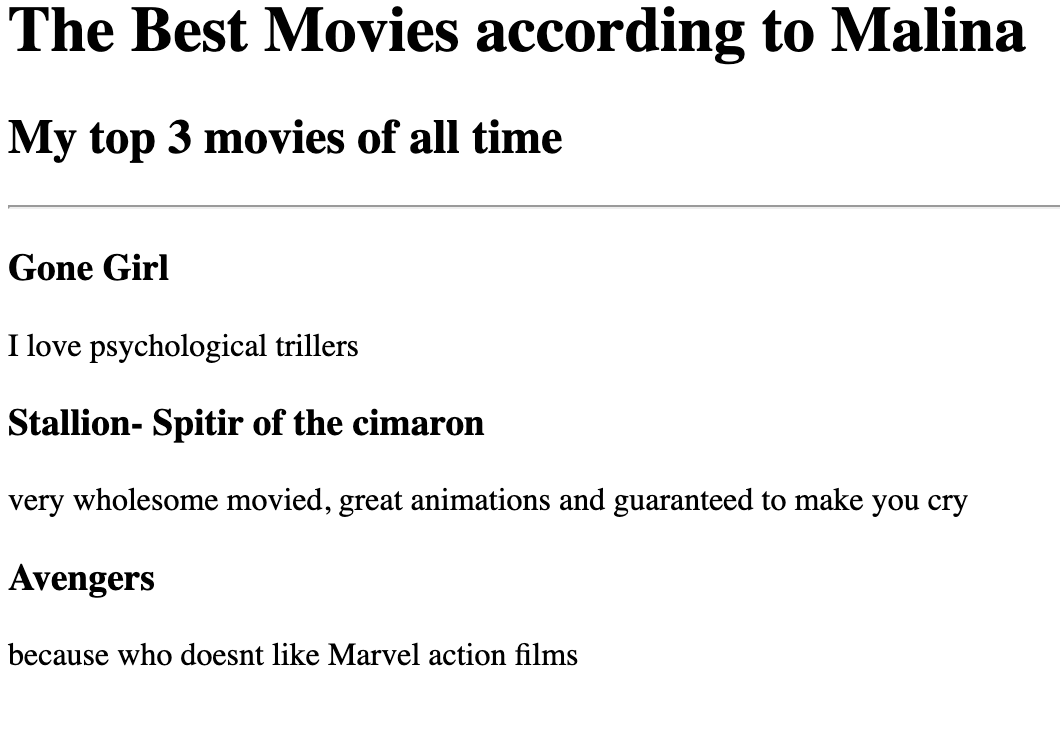 The Best Movies according to Malina
My top 3 movies of all time
Gone Girl
I love psychological trillers
Stallion- Spitir of the cimaron
very wholesome movied, great animations and guaranteed to make you cry
Avengers
because who doesnt like Marvel action films